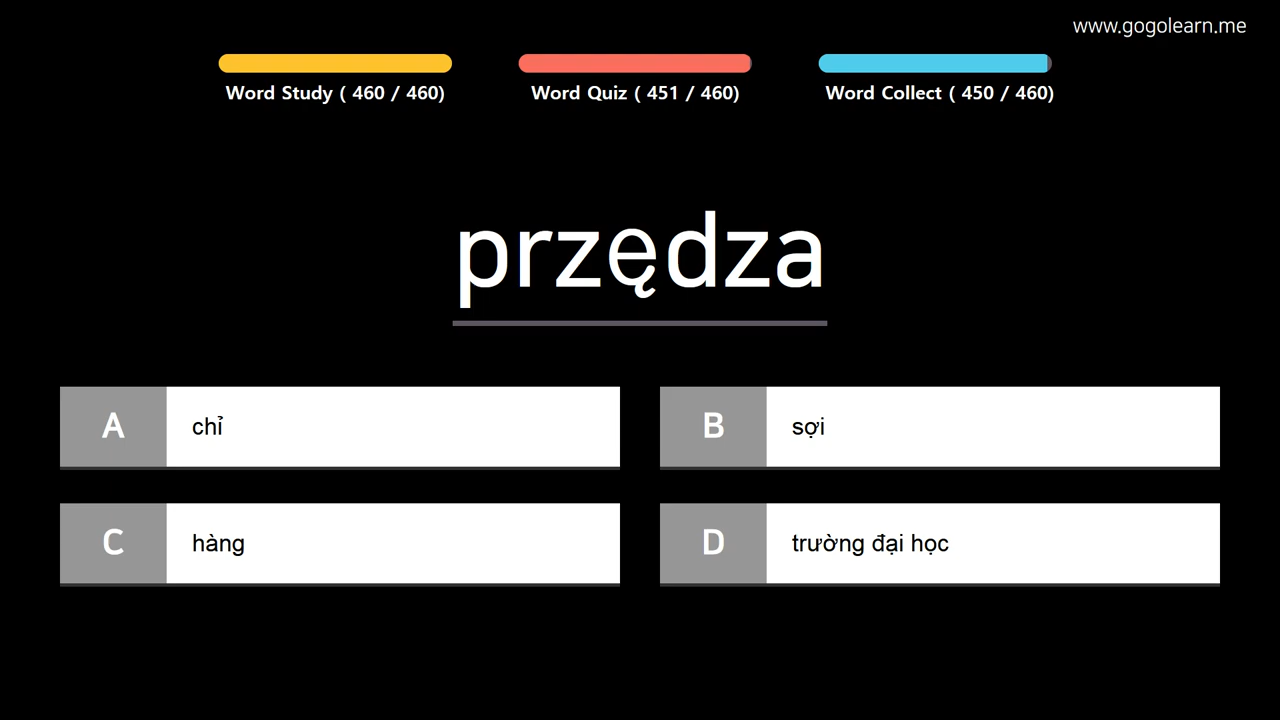 www.gogolearn.me
Word Study ( 460 / 460)
Word Quiz ( 451 / 460)
Word Collect ( 450 / 460)
przędza
A chỉ
B sợi
C hàng
D trường đại học